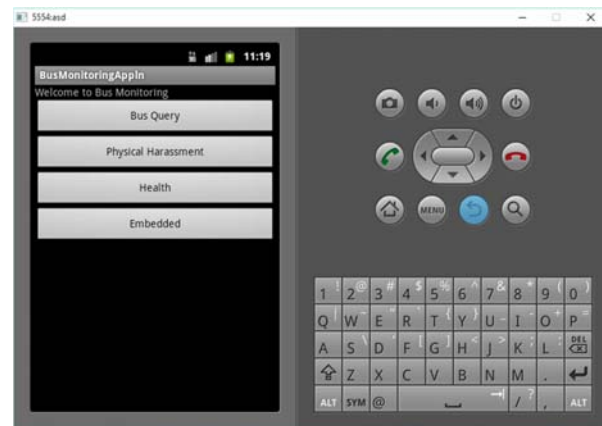 5554:asd
11:19
BusMonitoringAppln
Welcome to Bus Monitoring
Bus Query
Physical Harassment
Health
Embedded
MENU
1 ! 2 @ 3 # 4 $ 5 % 6 ^ 7 & 8 * 9 ( 0 )
Q W ~ E " R ` T { Y } U - I - O + P =
A S \ D ' F [ G ] H < J > K ; L : DEL
Z X C V B N M .
ALT SYM @ / ? , ALT